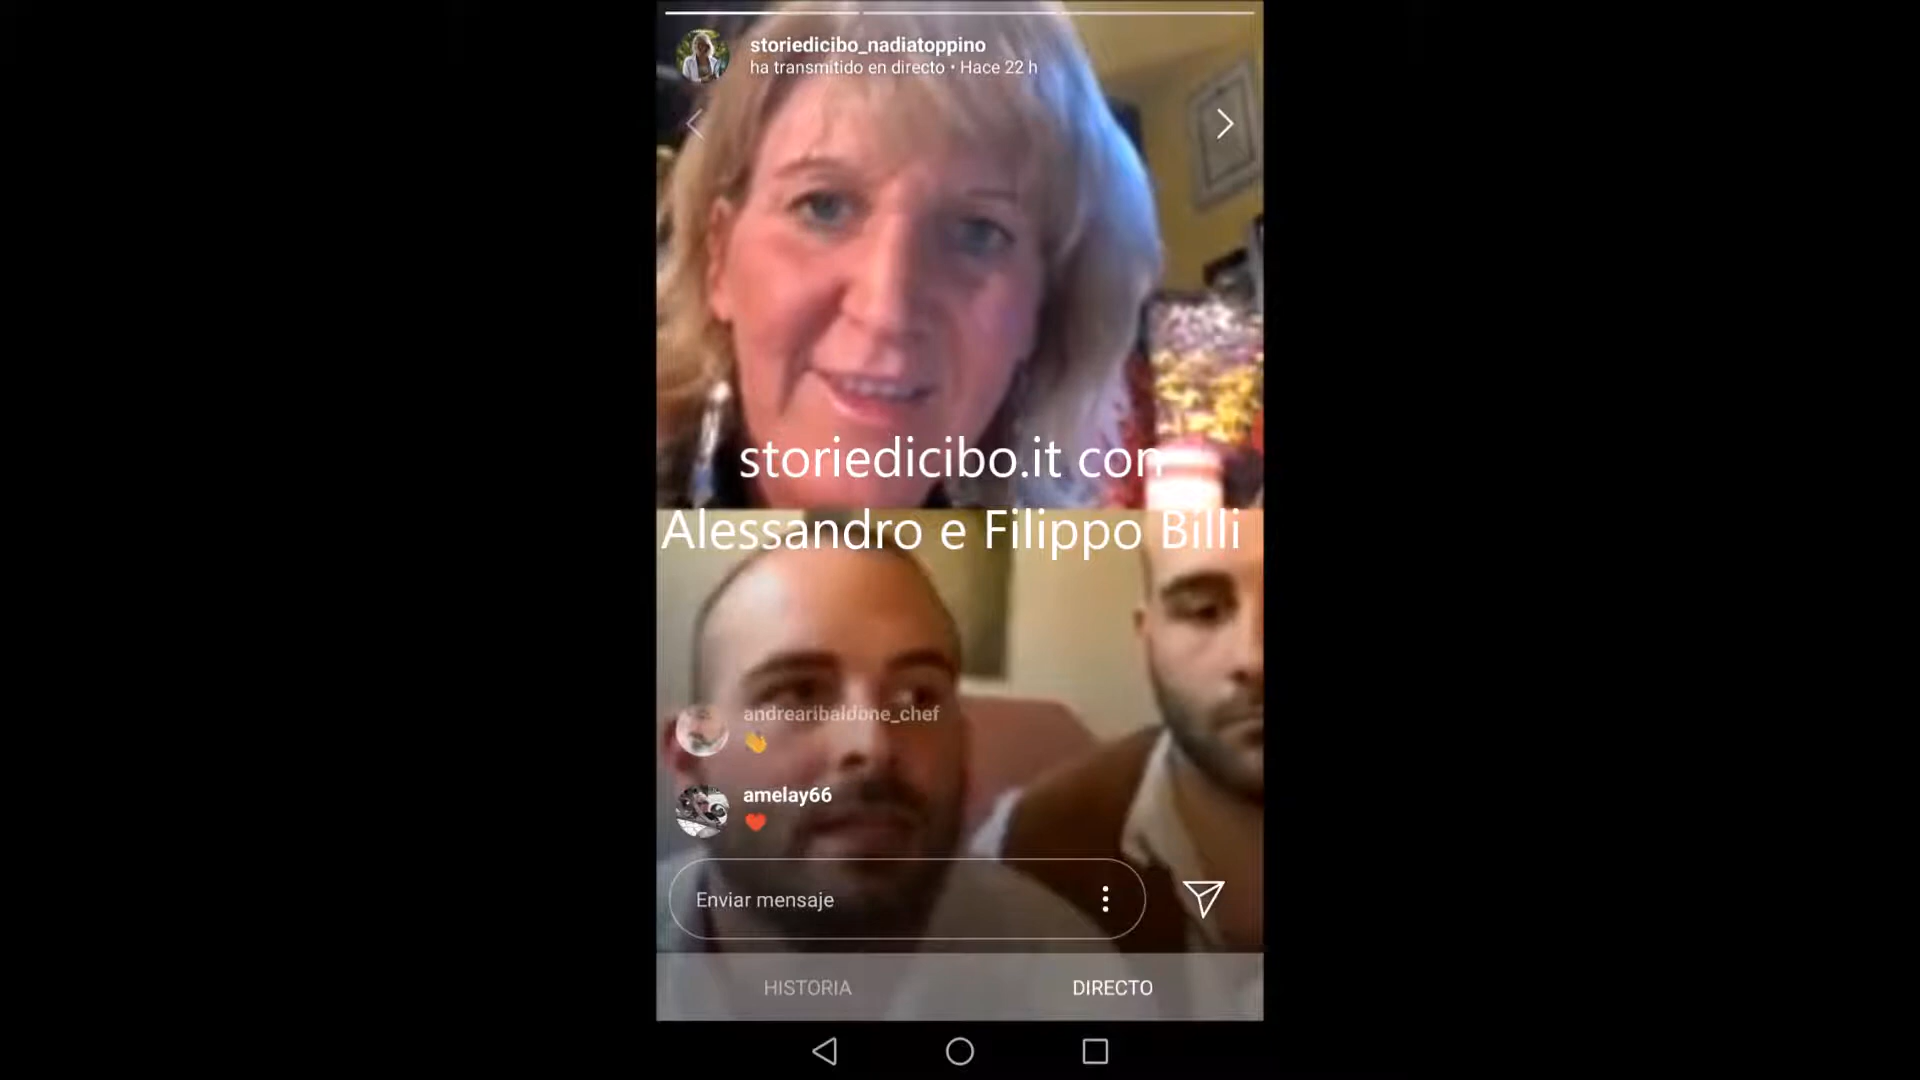 storiedicibo_nadiatoppino
ha transmitido en directo • Hace 22 h
storiedicibo.it con
Alessandro e Filippo Billi
andrearibaldone_chef
👏
amelay66
❤️
Enviar mensaje
HISTORIA
DIRECTO